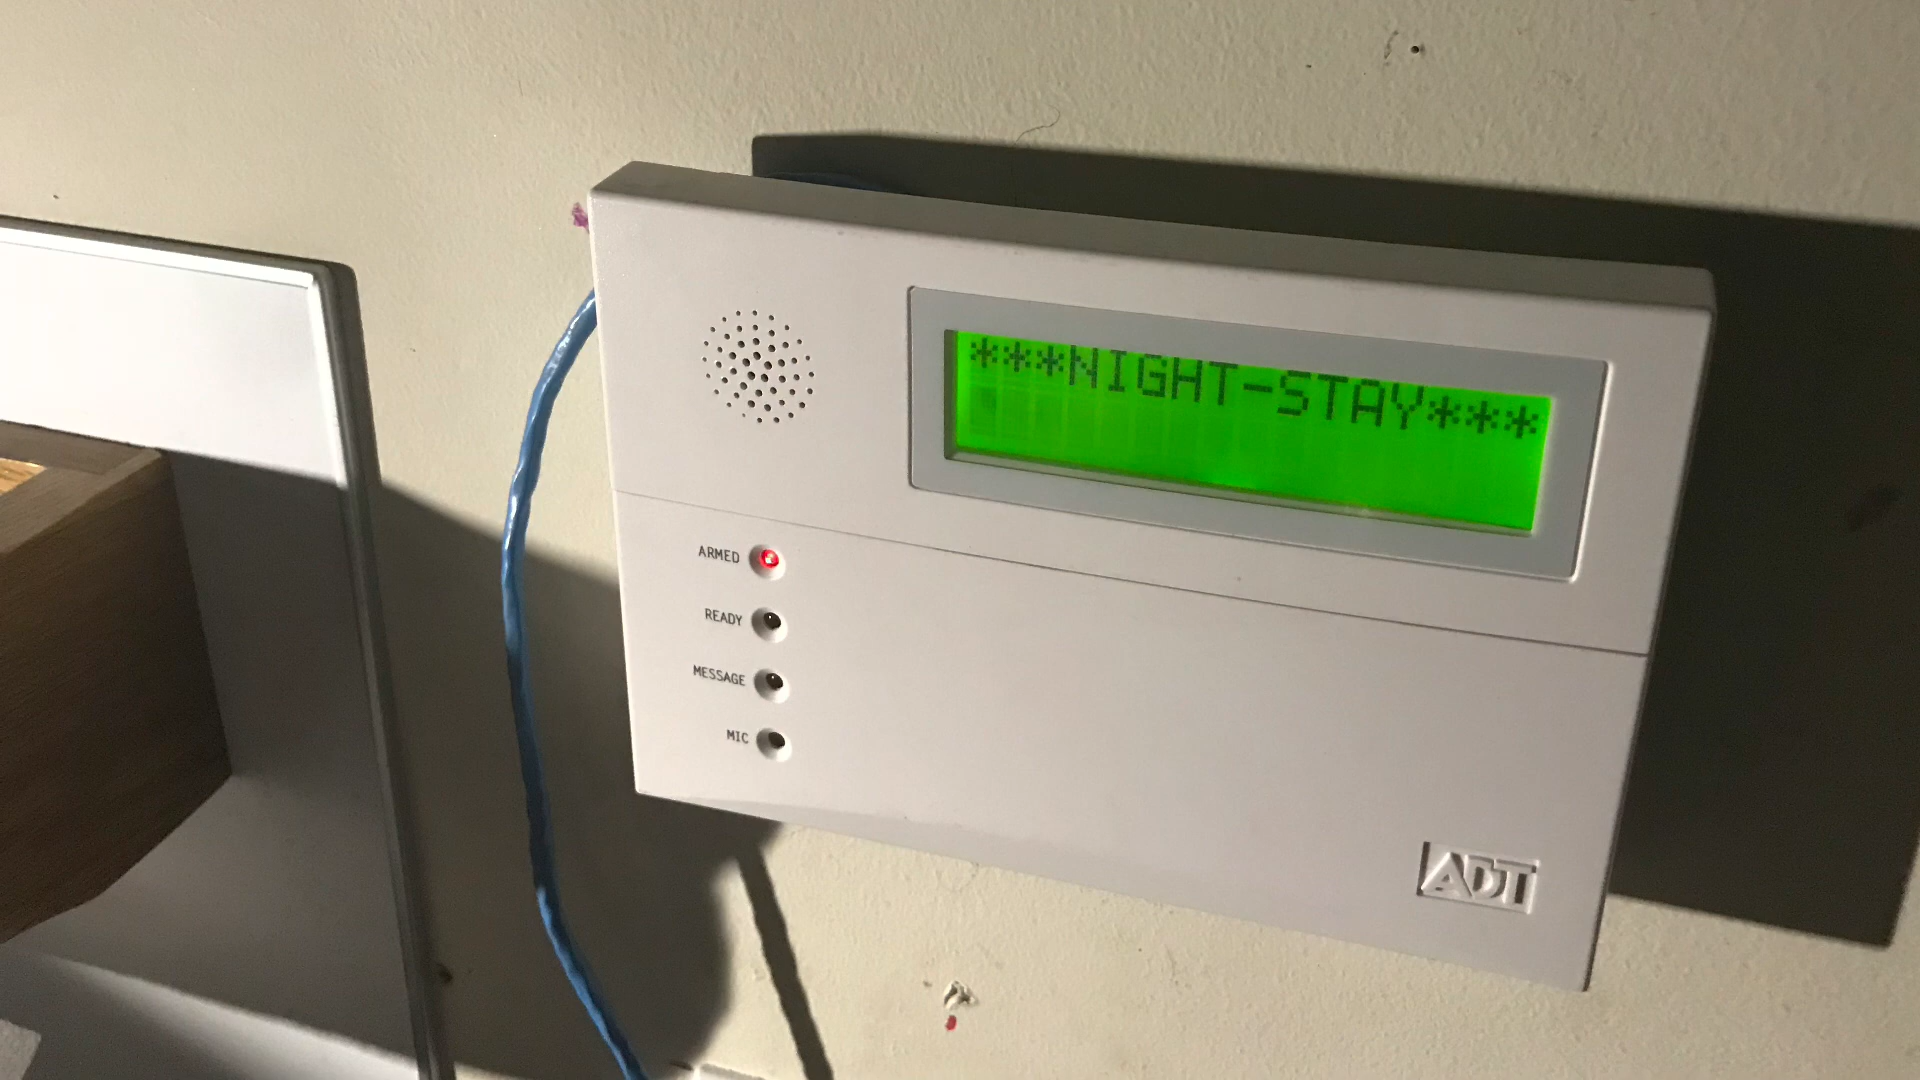 ***NIGHT-STAY***
ARMED
READY
MESSAGE
MIC
ADT